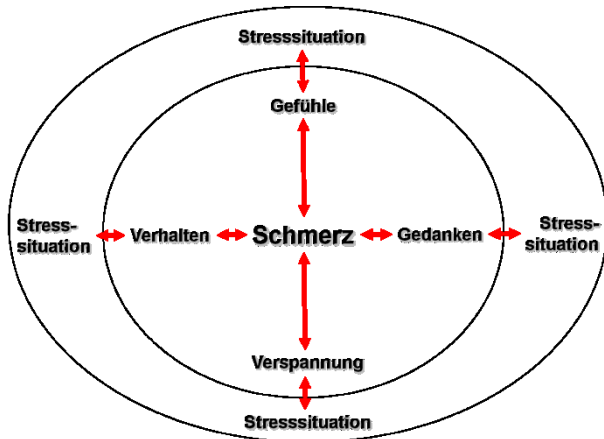 Stresssituation
Gefühle
Stress-
situation
Verhalten
Schmerz
Gedanken
Stress-
situation
Verspannung
Stresssituation